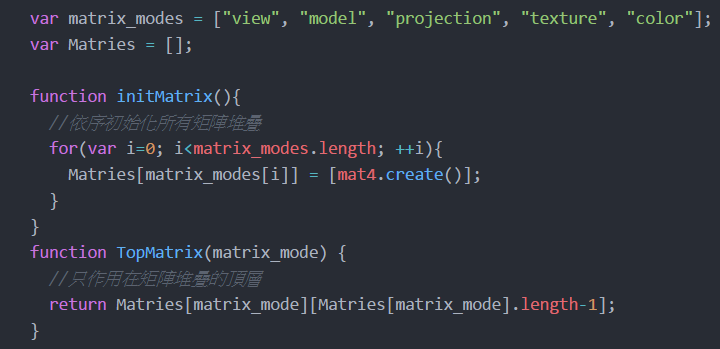 var matrix_modes = ["view", "model", "projection", "texture", "color"];
var Matries = [];
function initMatrix(){
//依序初始化所有矩陣堆疊
for(var i=0; i<matrix_modes.length; ++i){
Matries[matrix_modes[i]] = [mat4.create()];
}
}
function TopMatrix(matrix_mode) {
//只作用在矩陣堆疊的頂層
return Matries[matrix_mode][Matries[matrix_mode].length-1];
}